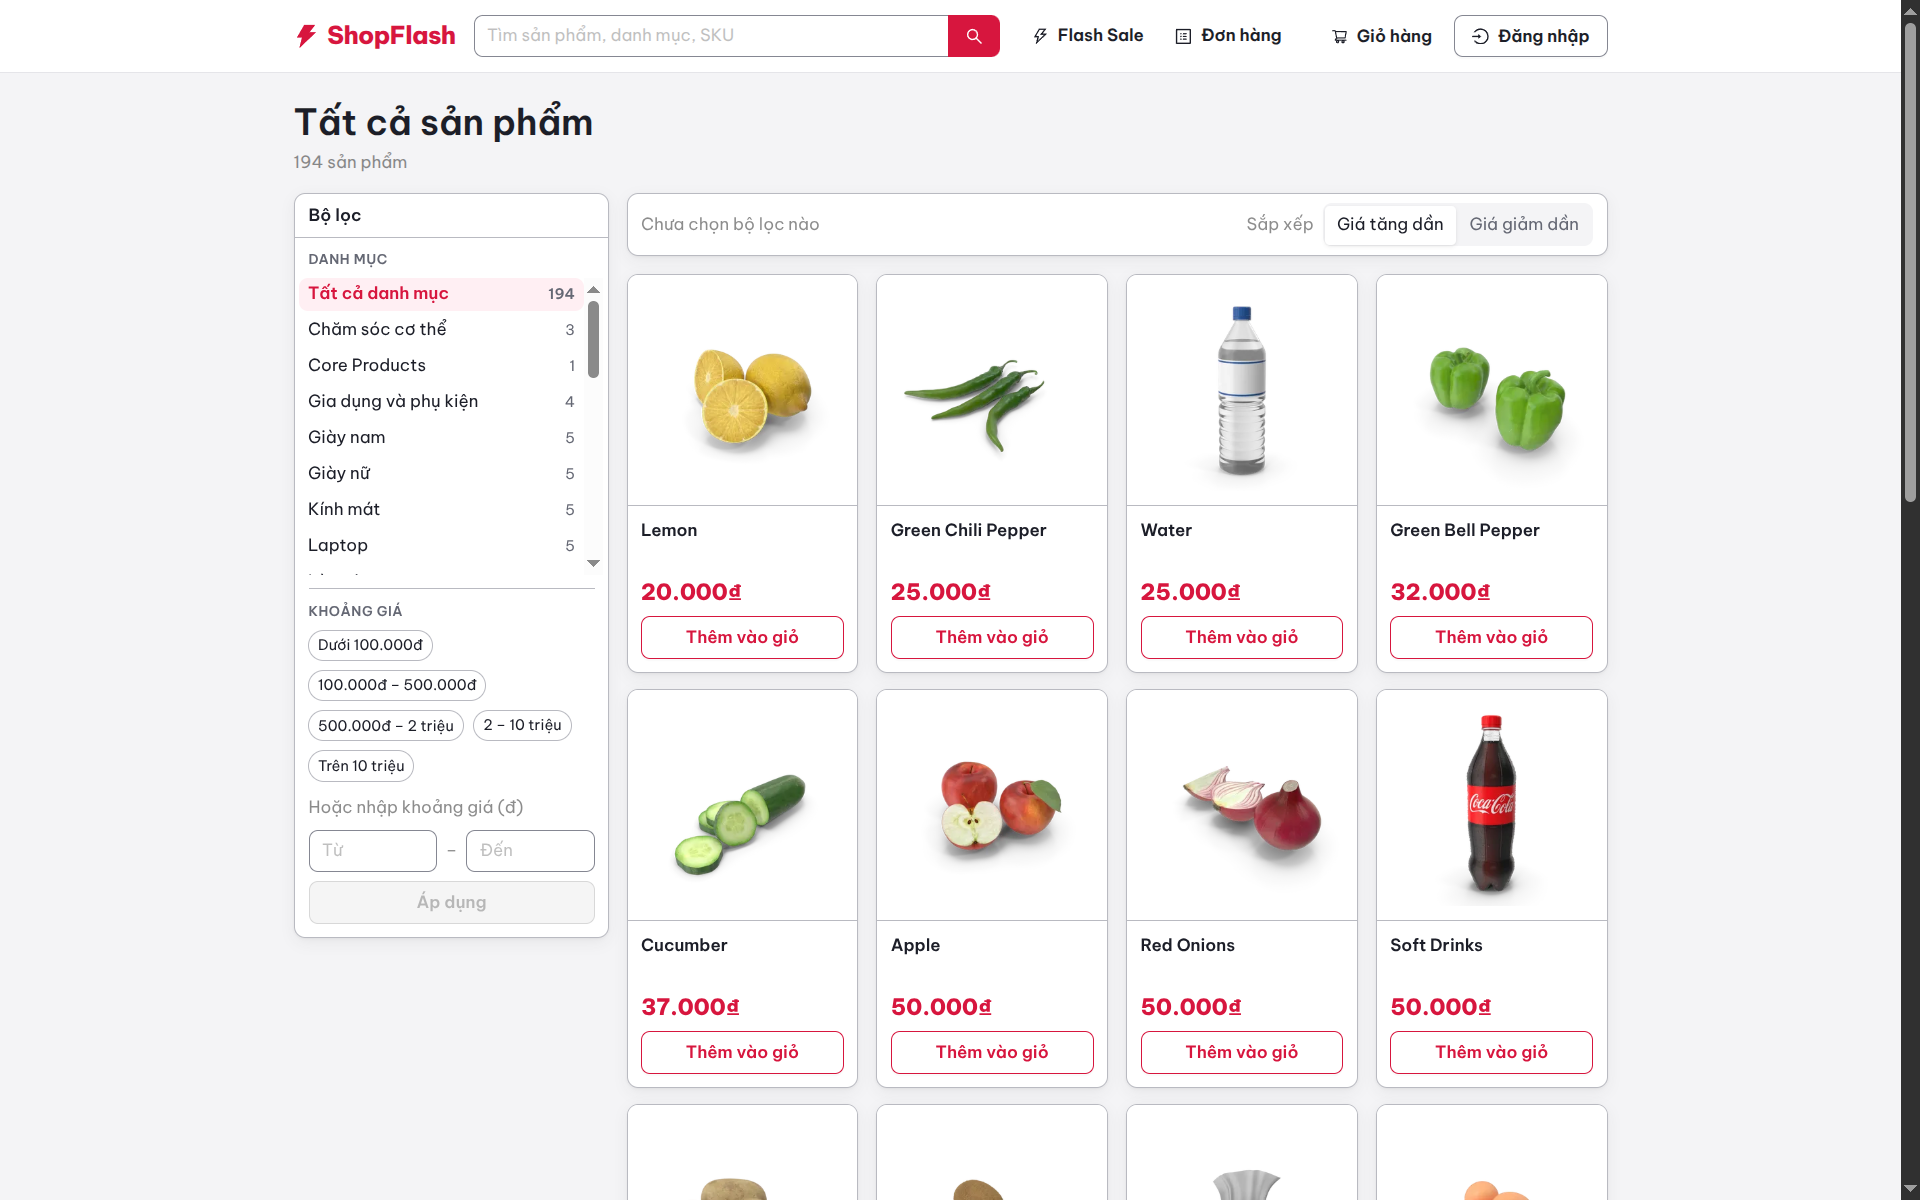 ShopFlash
Tìm sản phẩm, danh mục, SKU
Flash Sale
Đơn hàng
Giỏ hàng
Đăng nhập
Tất cả sản phẩm
194 sản phẩm
Bộ lọc
DANH MỤC
Tất cả danh mục 194
Chăm sóc cơ thể 3
Core Products 1
Gia dụng và phụ kiện 4
Giày nam 5
Giày nữ 5
Kính mát 5
Laptop 5
KHOẢNG GIÁ
Dưới 100.000đ
100.000đ – 500.000đ
500.000đ – 2 triệu
2 – 10 triệu
Trên 10 triệu
Hoặc nhập khoảng giá (đ)
Từ – Đến
Áp dụng
Chưa chọn bộ lọc nào
Sắp xếp
Giá tăng dần
Giá giảm dần
Lemon
20.000₫
Thêm vào giỏ
Green Chili Pepper
25.000₫
Thêm vào giỏ
Water
25.000₫
Thêm vào giỏ
Green Bell Pepper
32.000₫
Thêm vào giỏ
Cucumber
37.000₫
Thêm vào giỏ
Apple
50.000₫
Thêm vào giỏ
Red Onions
50.000₫
Thêm vào giỏ
Coca-Cola
Soft Drinks
50.000₫
Thêm vào giỏ